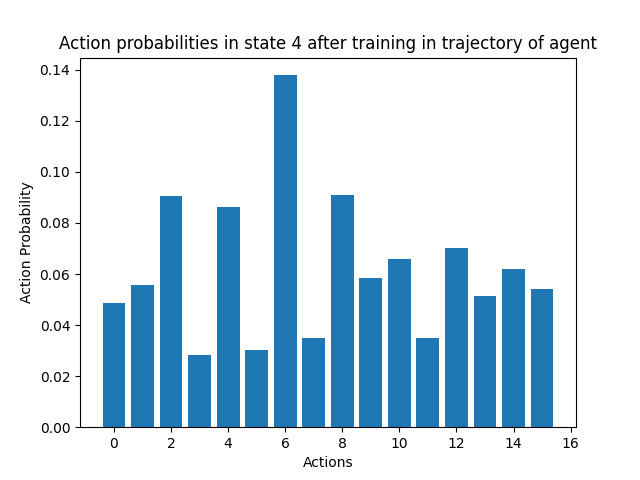 Action probabilities in state 4 after training in trajectory of agent
0.14
0.12
0.10
0.08
0.06
0.04
0.02
0.00
Action Probability
0 2 4 6 8 10 12 14 16
Actions